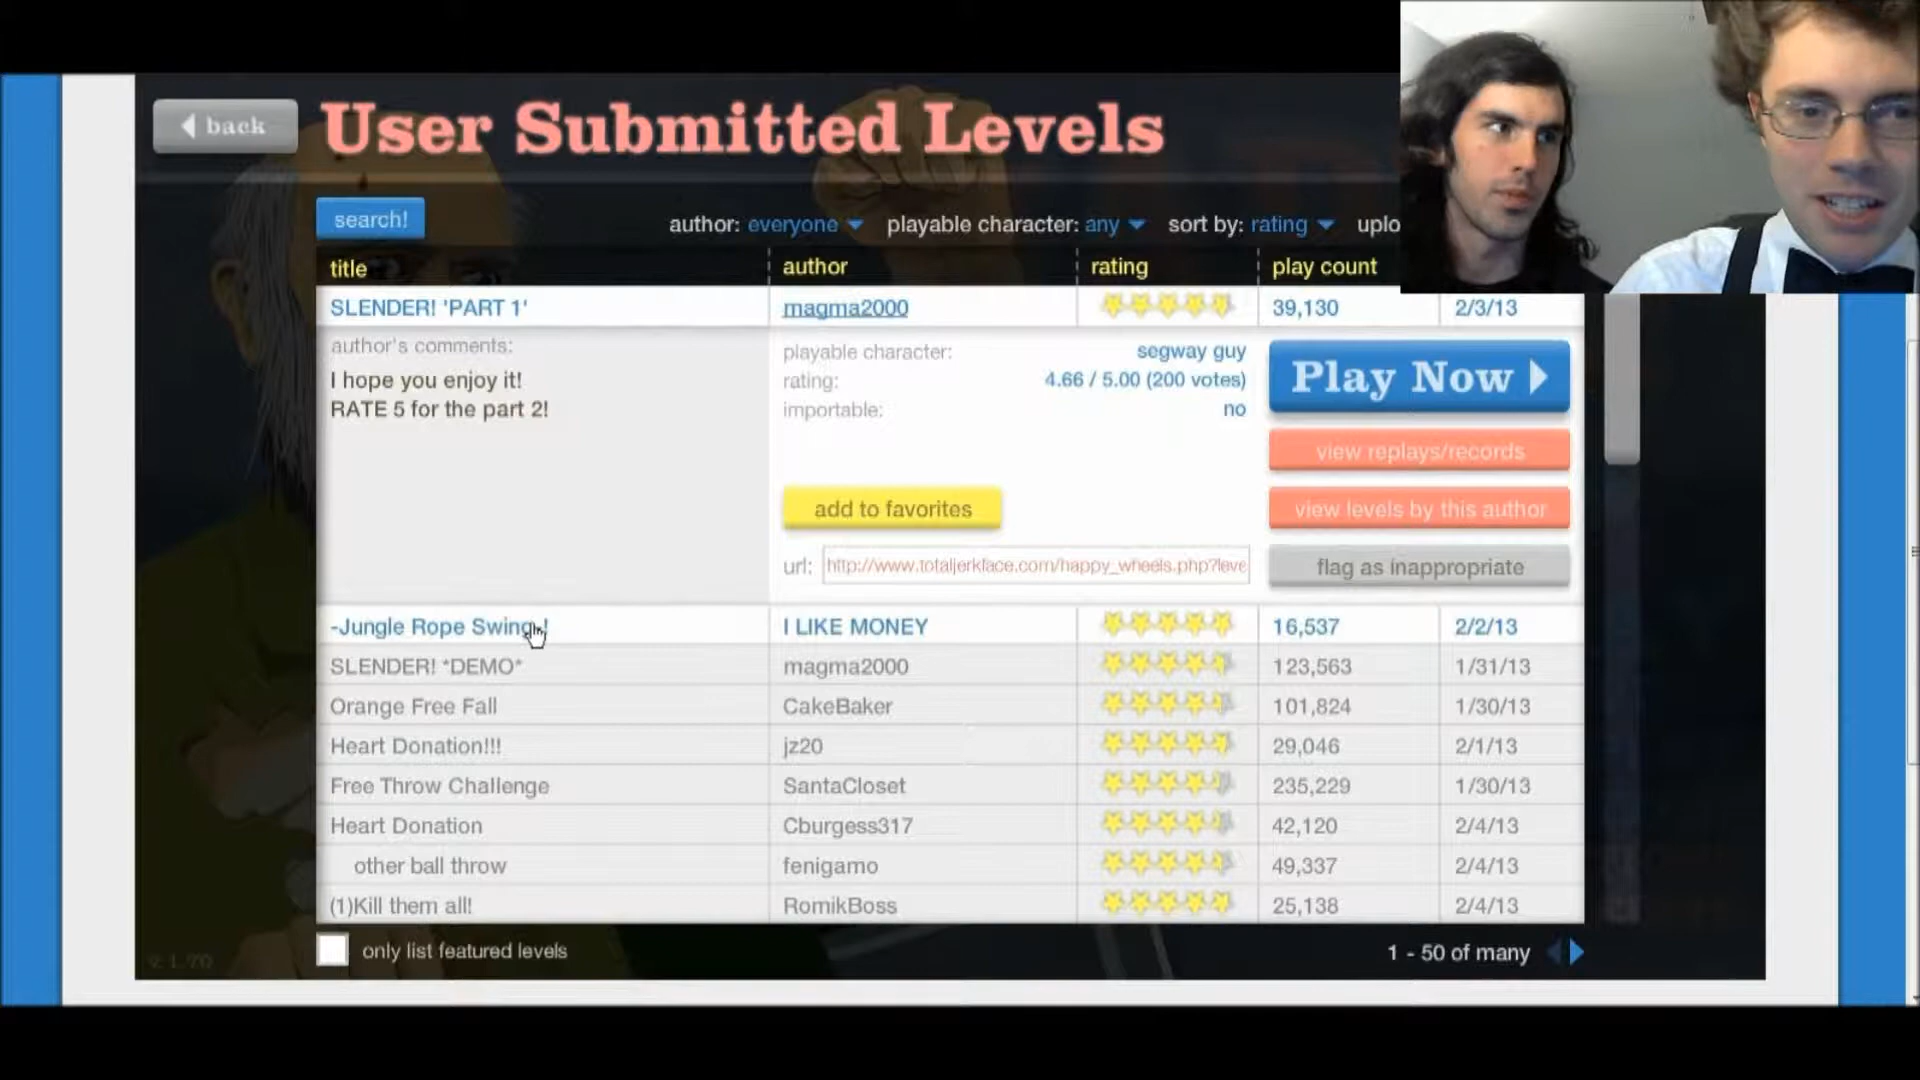 back
User Submitted Levels
search!
author: everyone
playable character: any
sort by: rating
uplo
title
author
rating
play count
SLENDER! 'PART 1'
magma2000
39,130
2/3/13
author's comments:
I hope you enjoy it!
RATE 5 for the part 2!
playable character: segway guy
rating: 4.66 / 5.00 (200 votes)
importable: no
Play Now
view replays/records
add to favorites
view levels by this author
url: http://www.totaljerkface.com/happy_wheels.php?leve
flag as inappropriate
-Jungle Rope Swing-! I LIKE MONEY 16,537 2/2/13
SLENDER! *DEMO* magma2000 123,563 1/31/13
Orange Free Fall CakeBaker 101,824 1/30/13
Heart Donation!!! jz20 29,046 2/1/13
Free Throw Challenge SantaCloset 235,229 1/30/13
Heart Donation Cburgess317 42,120 2/4/13
other ball throw fenigamo 49,337 2/4/13
(1)Kill them all! RomikBoss 25,138 2/4/13
only list featured levels
1 - 50 of many
v. 1.70